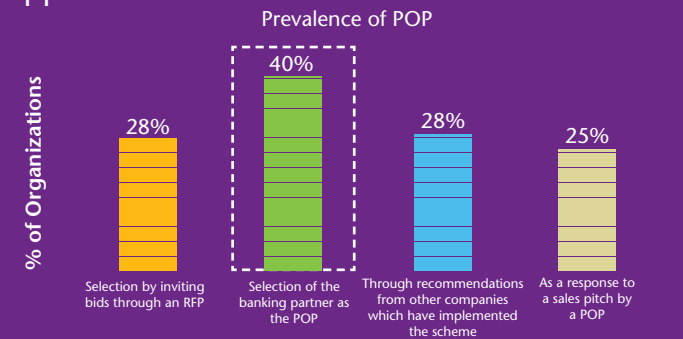 Prevalence of POP
% of Organizations
28%
40%
28%
25%
Selection by inviting
bids through an RFP
Selection of the
banking partner as
the POP
Through recommendations
from other companies
which have implemented
the scheme
As a response to
a sales pitch by
a POP